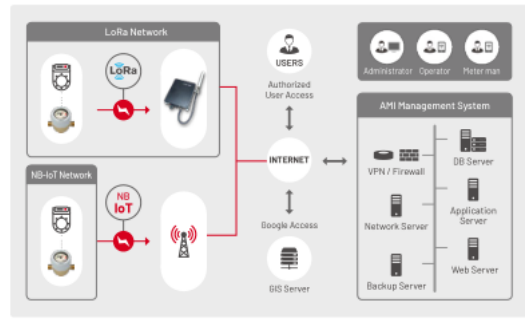 LoRa Network
LoRa
NB-IoT Network
NB
IoT
USERS
Authorized
User Access
INTERNET
Google Access
GIS Server
Administrator
Operator
Meter man
AMI Management System
VPN / Firewall
DB Server
Network Server
Application
Server
Backup Server
Web Server